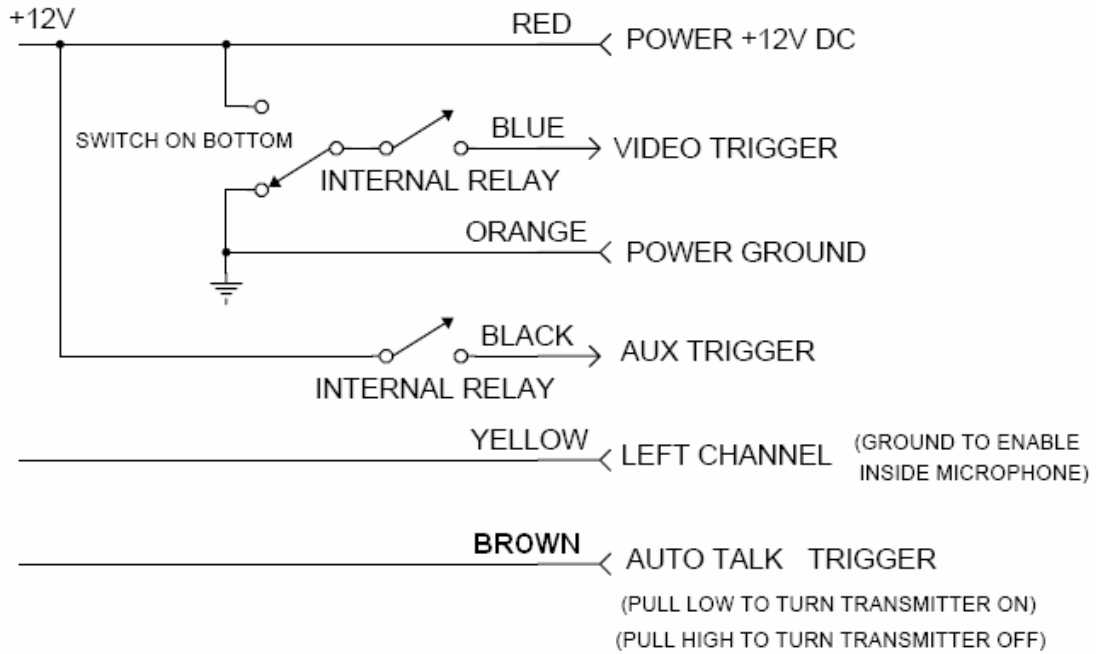 +12V
RED
POWER +12V DC
SWITCH ON BOTTOM
BLUE
VIDEO TRIGGER
INTERNAL RELAY
ORANGE
POWER GROUND
BLACK
AUX TRIGGER
INTERNAL RELAY
YELLOW
LEFT CHANNEL
(GROUND TO ENABLE
INSIDE MICROPHONE)
BROWN
AUTO TALK TRIGGER
(PULL LOW TO TURN TRANSMITTER ON)
(PULL HIGH TO TURN TRANSMITTER OFF)